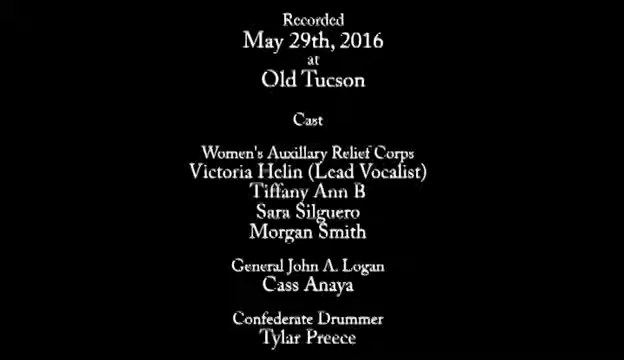 Recorded
May 29th, 2016
at
Old Tucson
Cast
Women's Auxillary Relief Corps
Victoria Helin (Lead Vocalist)
Tiffany Ann B
Sara Silguero
Morgan Smith
General John A. Logan
Cass Anaya
Confederate Drummer
Tylar Preece